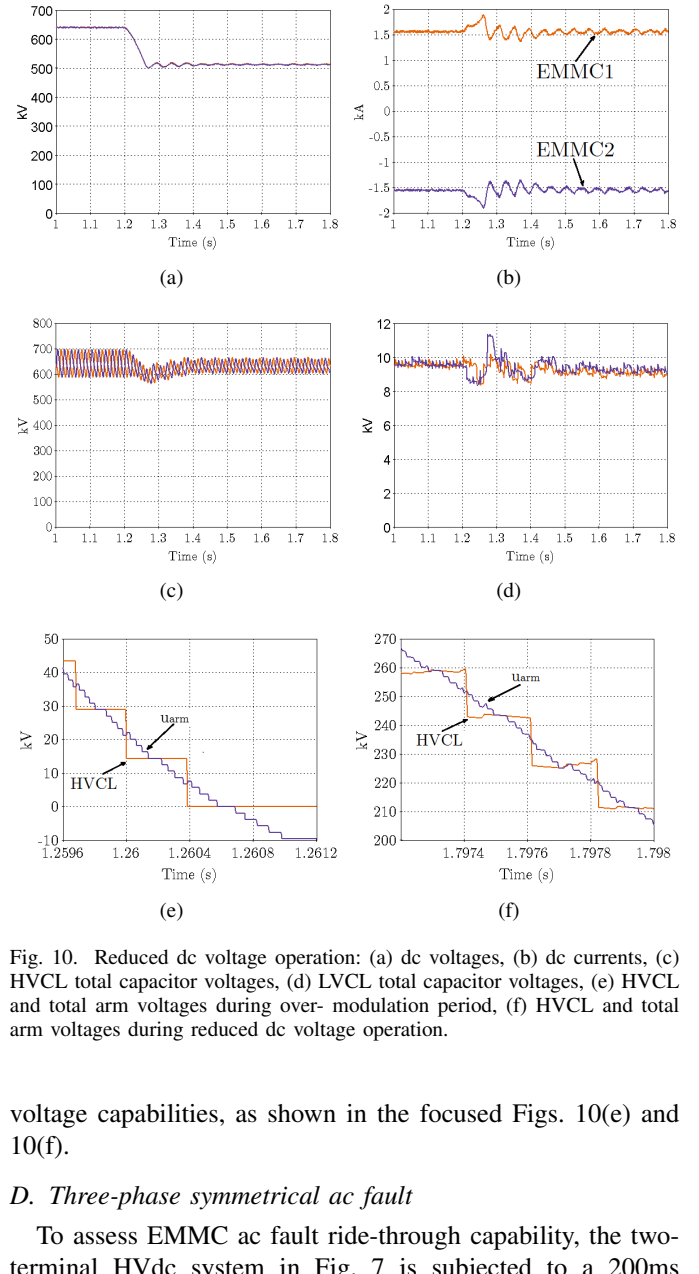 700
600
500
400
300
200
100
0
kV
1 1.1 1.2 1.3 1.4 1.5 1.6 1.7 1.8
Time (s)
(a)
2
1.5
1
0.5
0
-0.5
-1
-1.5
-2
kA
EMMC1
EMMC2
1 1.1 1.2 1.3 1.4 1.5 1.6 1.7 1.8
Time (s)
(b)
800
700
600
500
400
300
200
100
0
kV
1 1.1 1.2 1.3 1.4 1.5 1.6 1.7 1.8
Time (s)
(c)
12
10
8
6
4
2
0
kV
1 1.1 1.2 1.3 1.4 1.5 1.6 1.7 1.8
Time (s)
(d)
50
40
30
20
10
0
-10
kV
uarm
HVCL
1.2596 1.26 1.2604 1.2608 1.2612
Time (s)
(e)
270
260
250
240
230
220
210
200
kV
uarm
HVCL
1.7974 1.7976 1.7978 1.798
Time (s)
(f)
Fig. 10. Reduced dc voltage operation: (a) dc voltages, (b) dc currents, (c)
HVCL total capacitor voltages, (d) LVCL total capacitor voltages, (e) HVCL
and total arm voltages during over- modulation period, (f) HVCL and total
arm voltages during reduced dc voltage operation.
voltage capabilities, as shown in the focused Figs. 10(e) and
10(f).
D. Three-phase symmetrical ac fault
To assess EMMC ac fault ride-through capability, the two-
terminal HVdc system in Fig. 7 is subjected to a 200ms